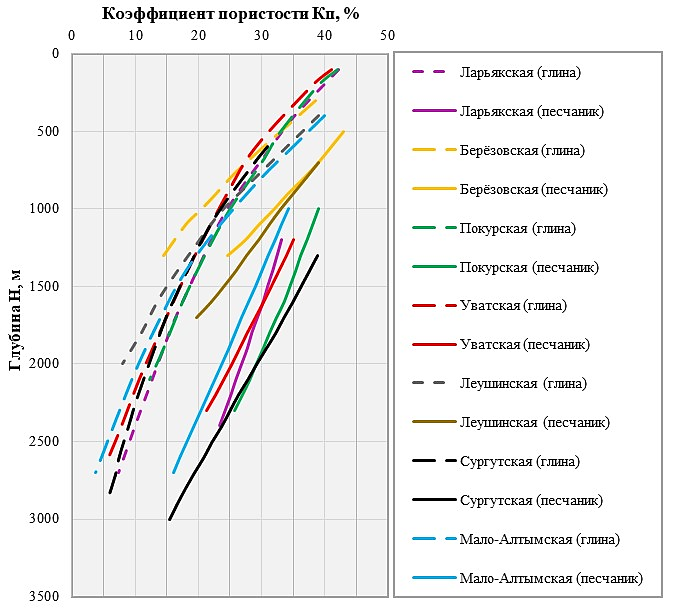 Коэффициент пористости Кп, %
0 10 20 30 40 50
0
500
1000
1500
2000
2500
3000
3500
Глубина Н, м
Ларьякская (глина)
Ларьякская (песчаник)
Берёзовская (глина)
Берёзовская (песчаник)
Покурская (глина)
Покурская (песчаник)
Уватская (глина)
Уватская (песчаник)
Леушинская (глина)
Леушинская (песчаник)
Сургутская (глина)
Сургутская (песчаник)
Мало-Алтымская (глина)
Мало-Алтымская (песчаник)